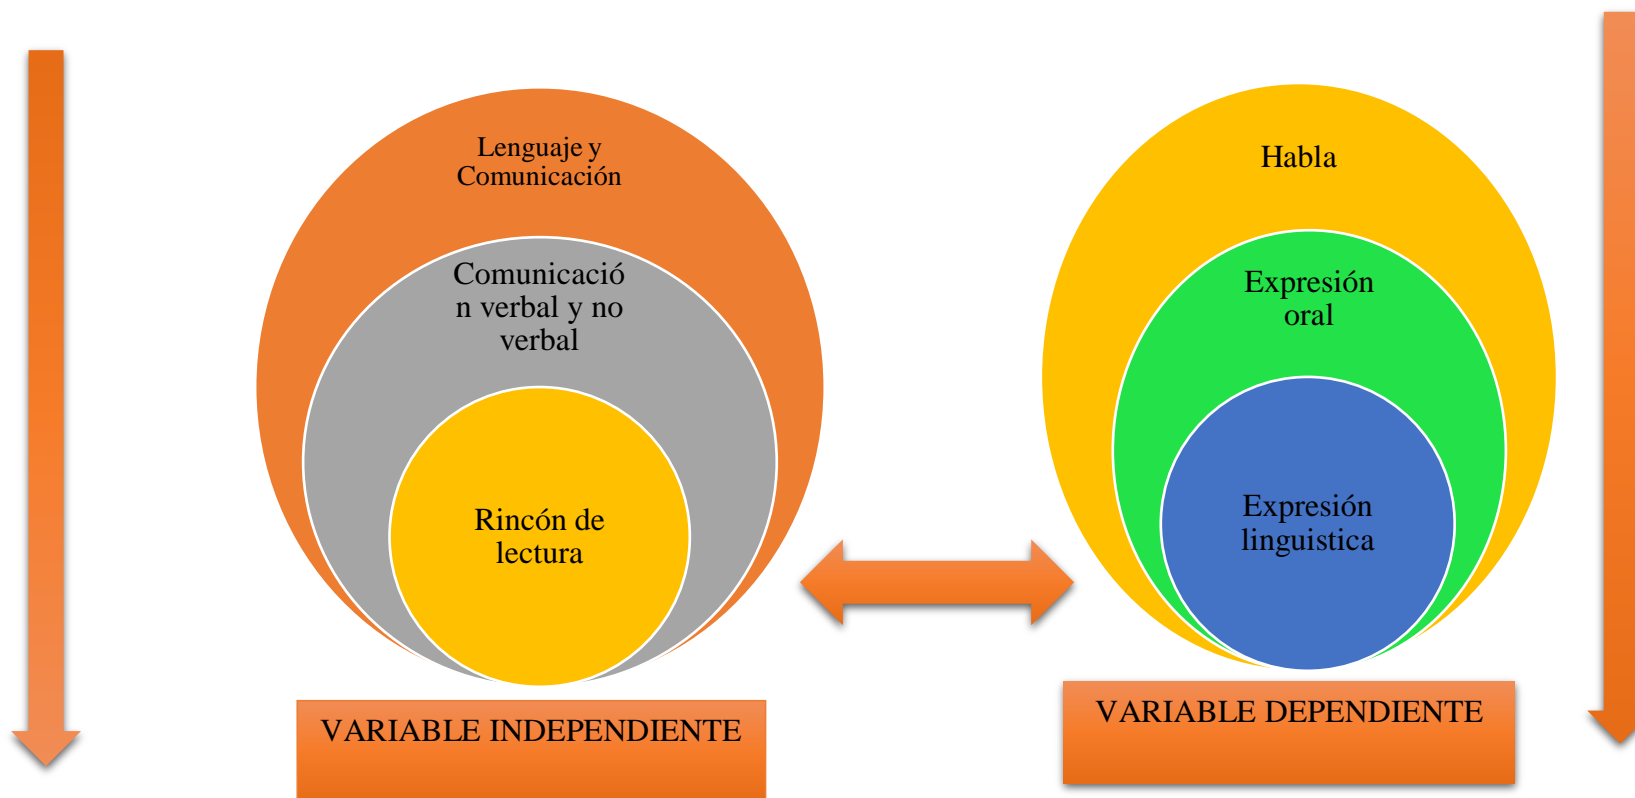 Lenguaje y
Comunicación
Comunicació
n verbal y no
verbal
Rincón de
lectura
VARIABLE INDEPENDIENTE
Habla
Expresión
oral
Expresión
linguistica
VARIABLE DEPENDIENTE